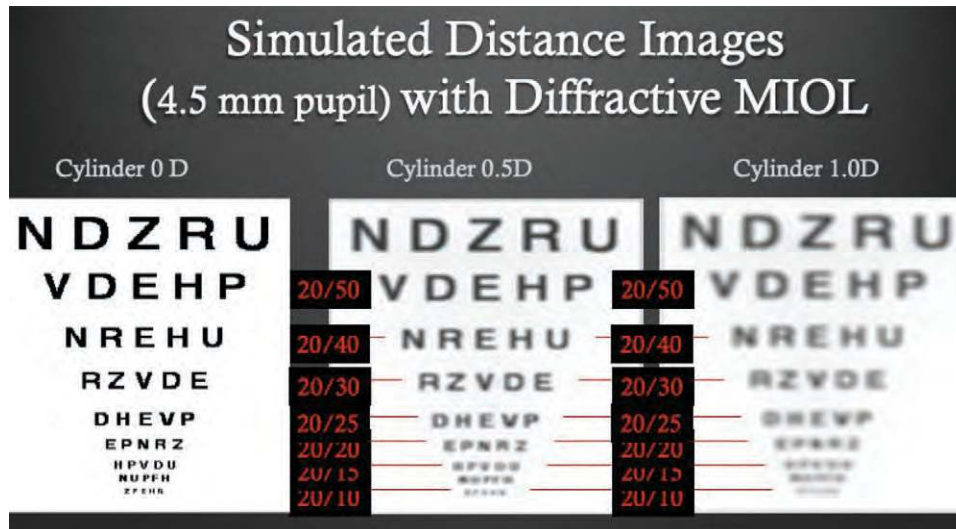 Simulated Distance Images
(4.5 mm pupil) with Diffractive MIOL
Cylinder 0 D
N D Z R U
V D E H P
N R E H U
R Z V D E
D H E V P
E P N R Z
H P V D U
N U P F H
20/50
20/40
20/30
20/25
20/20
20/15
20/10
Cylinder 0.5D
N D Z R U
V D E H P
N R E H U
R Z V D E
D H E V P
E P N R Z
20/50
20/40
20/30
20/25
20/20
20/15
20/10
Cylinder 1.0D
N D Z R U
V D E H P
N R E H U
R Z V D E
D H E V P